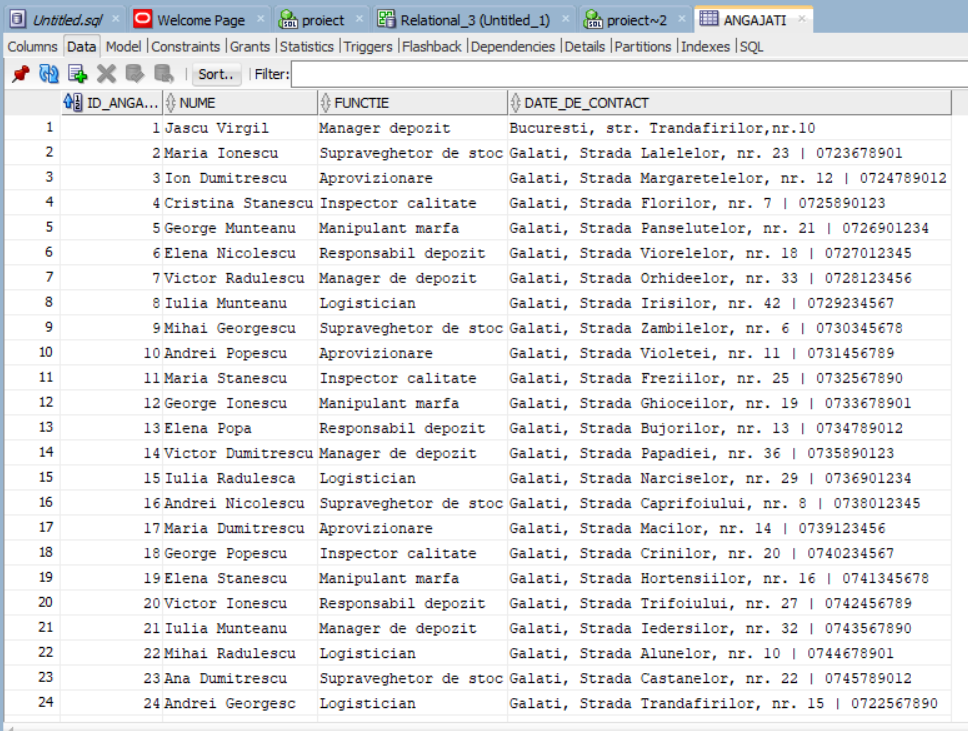 Untitled.sql × Welcome Page × proiect × Relational_3 (Untitled_1) × proiect~2 × ANGAJATI ×
Columns Data Model |Constraints |Grants |Statistics |Triggers |Flashback |Dependencies |Details |Partitions |Indexes |SQL
Sort.. Filter:
ID_ANGA... NUME FUNCTIE DATE_DE_CONTACT
1 1 Jascu Virgil Manager depozit Bucuresti, str. Trandafirilor,nr.10
2 2 Maria Ionescu Supraveghetor de stoc Galati, Strada Lalelelor, nr. 23 | 0723678901
3 3 Ion Dumitrescu Aprovizionare Galati, Strada Margaretelelor, nr. 12 | 0724789012
4 4 Cristina Stanescu Inspector calitate Galati, Strada Florilor, nr. 7 | 0725890123
5 5 George Munteanu Manipulant marfa Galati, Strada Panselutelor, nr. 21 | 0726901234
6 6 Elena Nicolescu Responsabil depozit Galati, Strada Viorelelor, nr. 18 | 0727012345
7 7 Victor Radulescu Manager de depozit Galati, Strada Orhideelor, nr. 33 | 0728123456
8 8 Iulia Munteanu Logistician Galati, Strada Irisilor, nr. 42 | 0729234567
9 9 Mihai Georgescu Supraveghetor de stoc Galati, Strada Zambilelor, nr. 6 | 0730345678
10 10 Andrei Popescu Aprovizionare Galati, Strada Violetei, nr. 11 | 0731456789
11 11 Maria Stanescu Inspector calitate Galati, Strada Freziilor, nr. 25 | 0732567890
12 12 George Ionescu Manipulant marfa Galati, Strada Ghioceilor, nr. 19 | 0733678901
13 13 Elena Popa Responsabil depozit Galati, Strada Bujorilor, nr. 13 | 0734789012
14 14 Victor Dumitrescu Manager de depozit Galati, Strada Papadiei, nr. 36 | 0735890123
15 15 Iulia Radulesca Logistician Galati, Strada Narciselor, nr. 29 | 0736901234
16 16 Andrei Nicolescu Supraveghetor de stoc Galati, Strada Caprifoiului, nr. 8 | 0738012345
17 17 Maria Dumitrescu Aprovizionare Galati, Strada Macilor, nr. 14 | 0739123456
18 18 George Popescu Inspector calitate Galati, Strada Crinilor, nr. 20 | 0740234567
19 19 Elena Stanescu Manipulant marfa Galati, Strada Hortensiilor, nr. 16 | 0741345678
20 20 Victor Ionescu Responsabil depozit Galati, Strada Trifoiului, nr. 27 | 0742456789
21 21 Iulia Munteanu Manager de depozit Galati, Strada Iedersilor, nr. 32 | 0743567890
22 22 Mihai Radulescu Logistician Galati, Strada Alunelor, nr. 10 | 0744678901
23 23 Ana Dumitrescu Supraveghetor de stoc Galati, Strada Castanelor, nr. 22 | 0745789012
24 24 Andrei Georgesc Logistician Galati, Strada Trandafirilor, nr. 15 | 0722567890